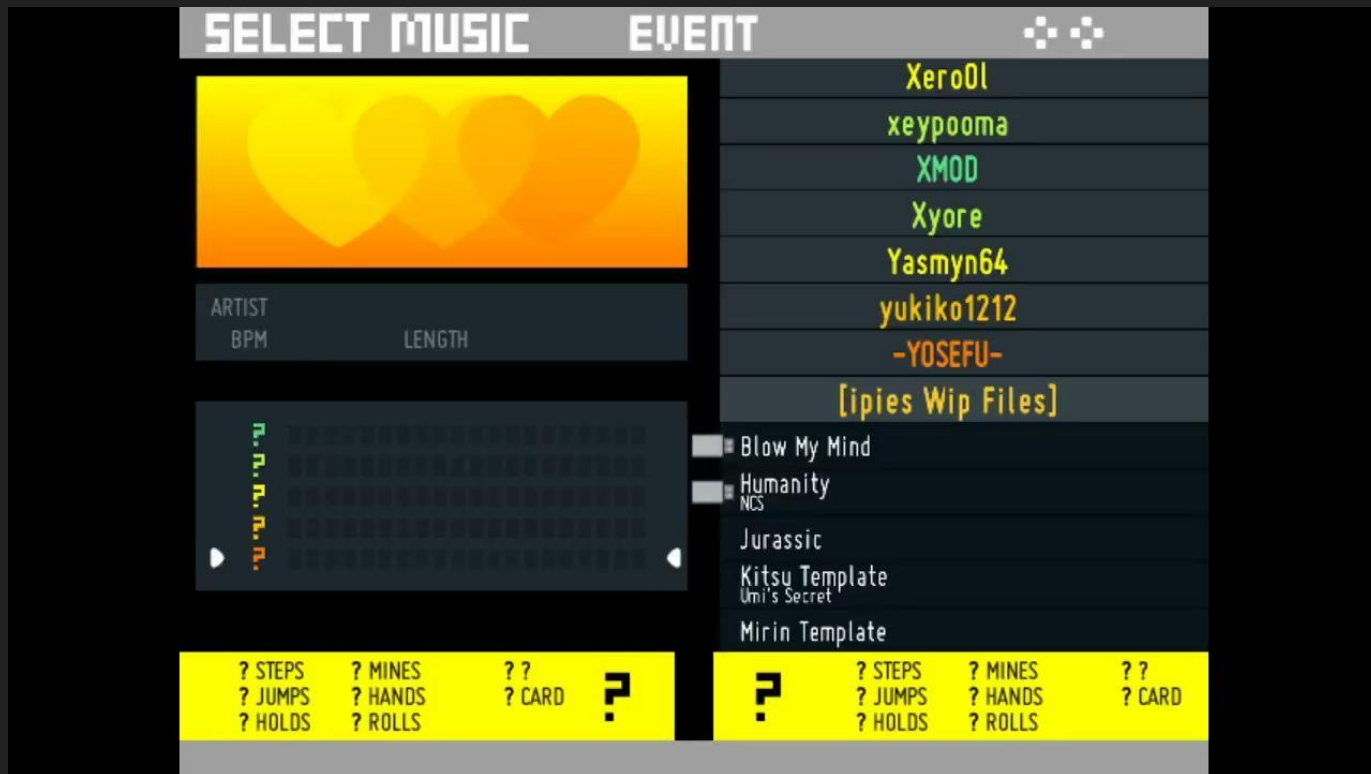 SELECT MUSIC EVENT
Xero0l
xeypooma
XMOD
Xyore
Yasmyn64
yukiko1212
-YOSEFU-
[ipies Wip Files]
Blow My Mind
Humanity
NCS
Jurassic
Kitsu Template
Umi's Secret
Mirin Template
ARTIST
BPM LENGTH
?
?
?
?
?
? STEPS ? MINES ? ?
? JUMPS ? HANDS ? CARD
? HOLDS ? ROLLS
?
?
? STEPS ? MINES ? ?
? JUMPS ? HANDS ? CARD
? HOLDS ? ROLLS